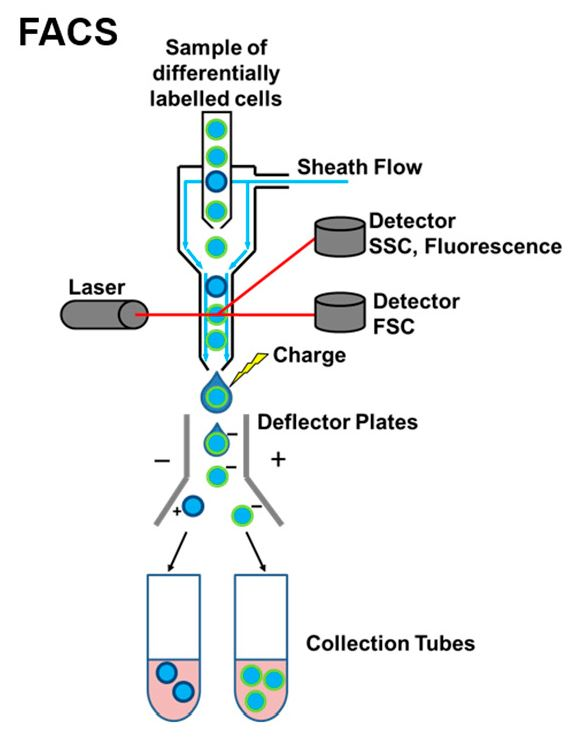 FACS
Sample of
differentially
labelled cells
Sheath Flow
Detector
SSC, Fluorescence
Laser
Detector
FSC
Charge
Deflector Plates
−
−
+
−
+
−
Collection Tubes